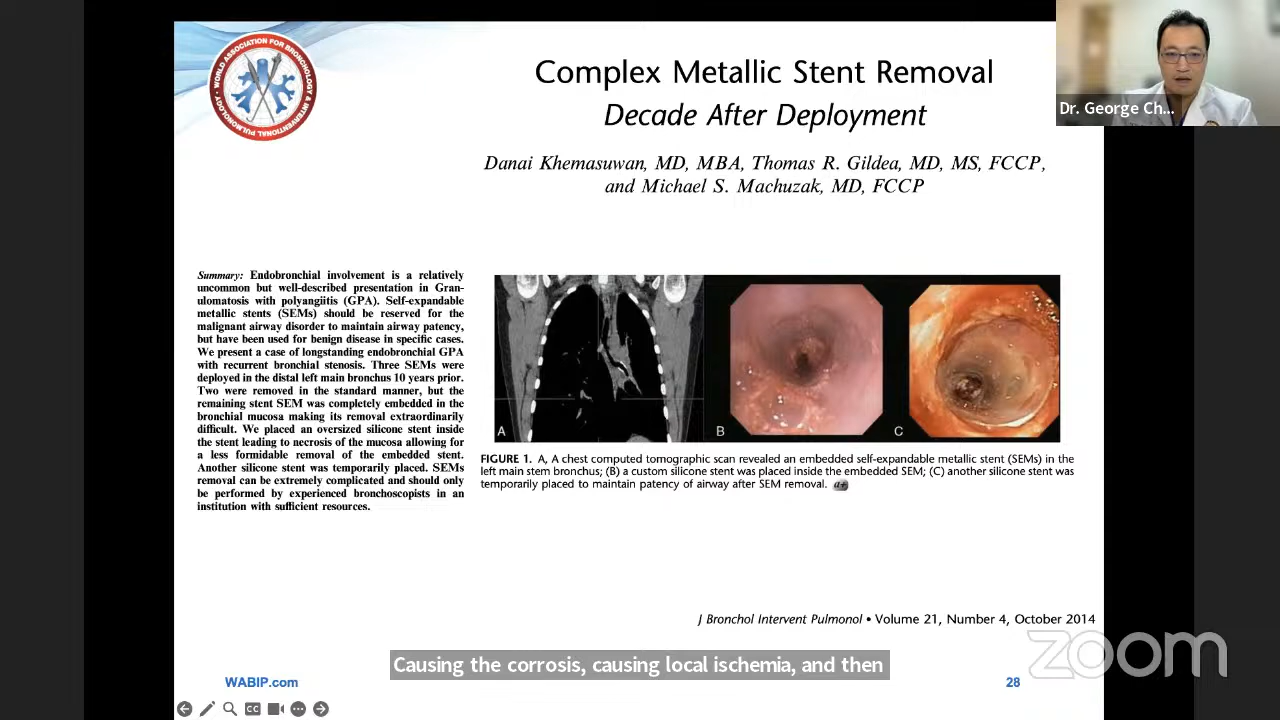 WORLD ASSOCIATION FOR BRONCHOLOGY & INTERVENTIONAL PULMONOLOGY
Complex Metallic Stent Removal
Decade After Deployment
Dr. George Ch...
Danai Khemasuwan, MD, MBA, Thomas R. Gildea, MD, MS, FCCP,
and Michael S. Machuzak, MD, FCCP
Summary: Endobronchial involvement is a relatively
uncommon but well-described presentation in Gran-
ulomatosis with polyangiitis (GPA). Self-expandable
metallic stents (SEMs) should be reserved for the
malignant airway disorder to maintain airway patency,
but have been used for benign disease in specific cases.
We present a case of longstanding endobronchial GPA
with recurrent bronchial stenosis. Three SEMs were
deployed in the distal left main bronchus 10 years prior.
Two were removed in the standard manner, but the
remaining stent SEM was completely embedded in the
bronchial mucosa making its removal extraordinarily
difficult. We placed an oversized silicone stent inside
the stent leading to necrosis of the mucosa allowing for
a less formidable removal of the embedded stent.
Another silicone stent was temporarily placed. SEMs
removal can be extremely complicated and should only
be performed by experienced bronchoscopists in an
institution with sufficient resources.
A
B
C
FIGURE 1. A, A chest computed tomographic scan revealed an embedded self-expandable metallic stent (SEMs) in the
left main stem bronchus; (B) a custom silicone stent was placed inside the embedded SEM; (C) another silicone stent was
temporarily placed to maintain patency of airway after SEM removal.
J Bronchol Intervent Pulmonol • Volume 21, Number 4, October 2014
zoom
Causing the corrosis, causing local ischemia, and then
WABIP.com
28
CC